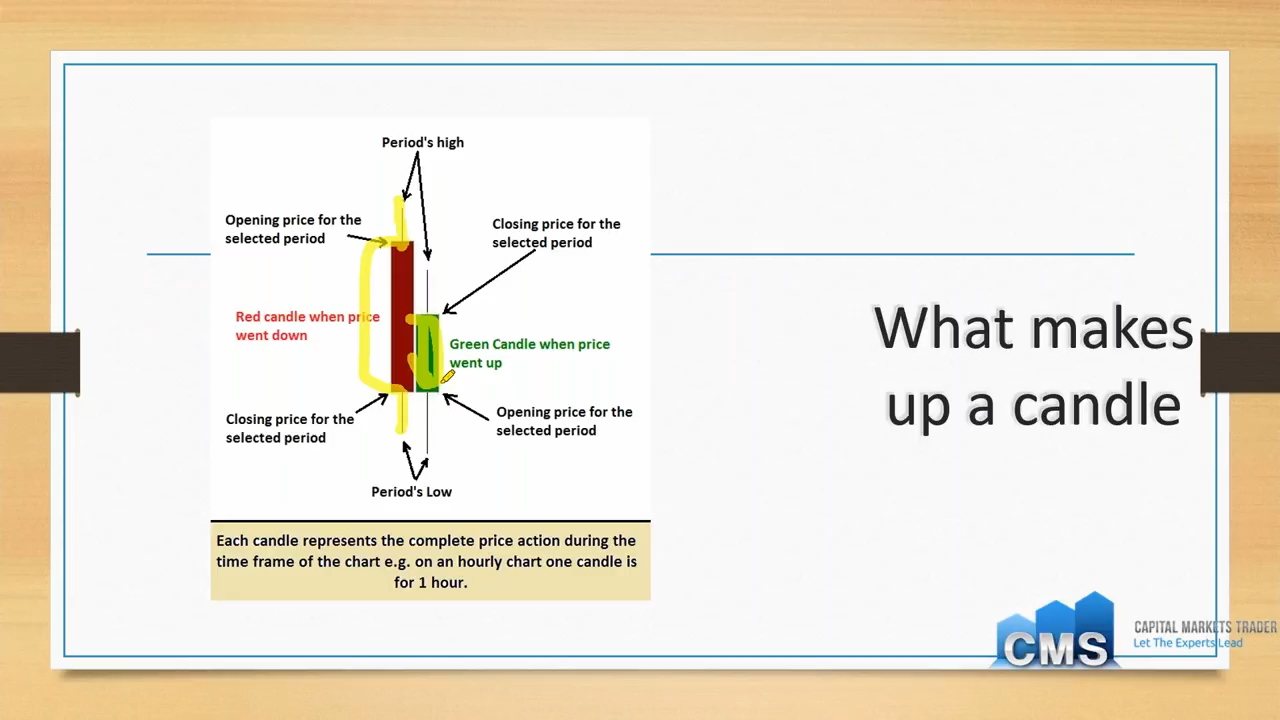 Period's high
Opening price for the
selected period
Closing price for the
selected period
Red candle when price
went down
Green Candle when price
went up
Closing price for the
selected period
Opening price for the
selected period
Period's Low
Each candle represents the complete price action during the
time frame of the chart e.g. on an hourly chart one candle is
for 1 hour.
What makes
up a candle
CMS
CAPITAL MARKETS TRADER
Let The Experts Lead